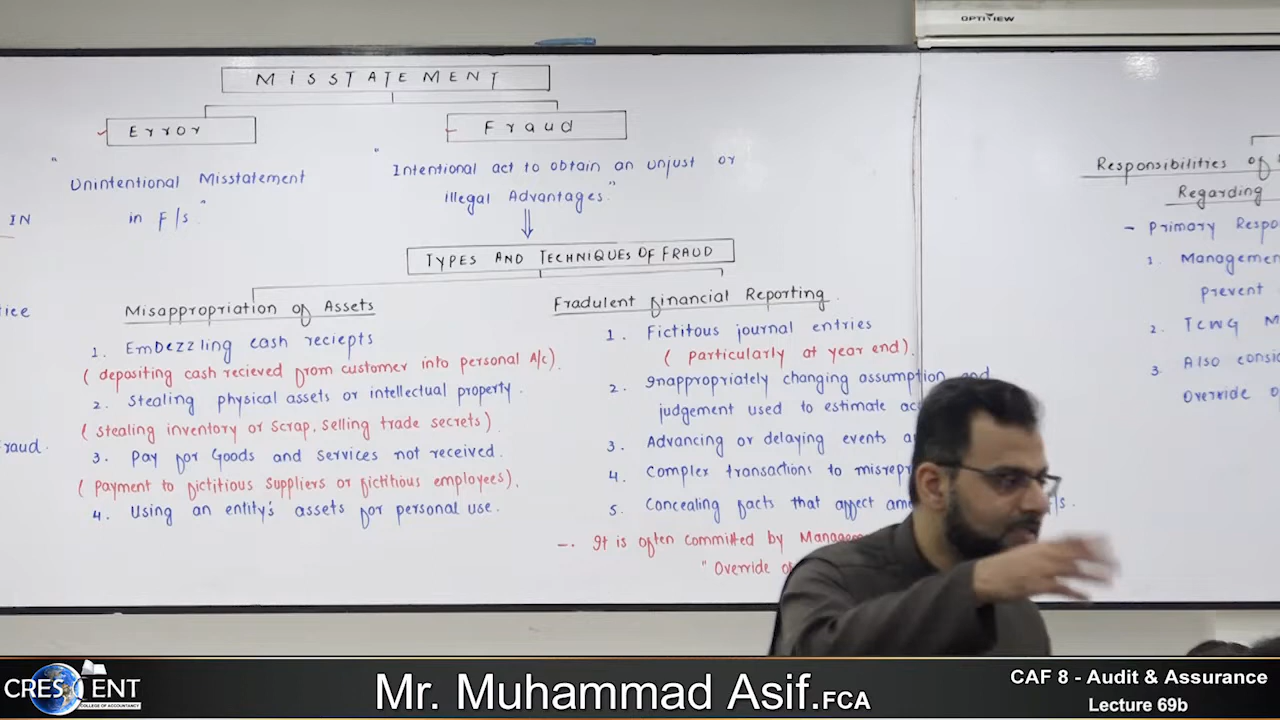 OPTIVIEW
MiSSTATEMENT
Error
Fraud
"Unintentional Misstatement
in F/s"
"Intentional act to obtain an unjust or
illegal Advantages"
TYPES AND TECHNIQUES OF FRAUD
Misappropriation of Assets
1. Embezzling cash reciepts
( depositing cash recieved from customer into personal A/c).
2. Stealing physical assets or intellectual property.
( Stealing inventory or scrap, selling trade secrets).
3. Pay for Goods and services not received.
( payment to fictitious suppliers or fictitious employees).
4. Using an entity's assets for personal use.
Fradulent financial Reporting.
1. Fictitous journal entries
( particularly at year end).
2. Inappropriately changing assumption and
judgement used to estimate
3. Advancing or delaying events
4. Complex transactions to
5. Concealing facts that affect
-. It is often committed by
"Override
IN
Fraud.
Responsibilities of
Regarding
- Primary
1. Management
prevent
2. TCWG
3. Also
Override
CRESCENT
COLLEGE OF ACCOUNTANCY
Mr. Muhammad Asif.FCA
CAF 8 - Audit & Assurance
Lecture 69b